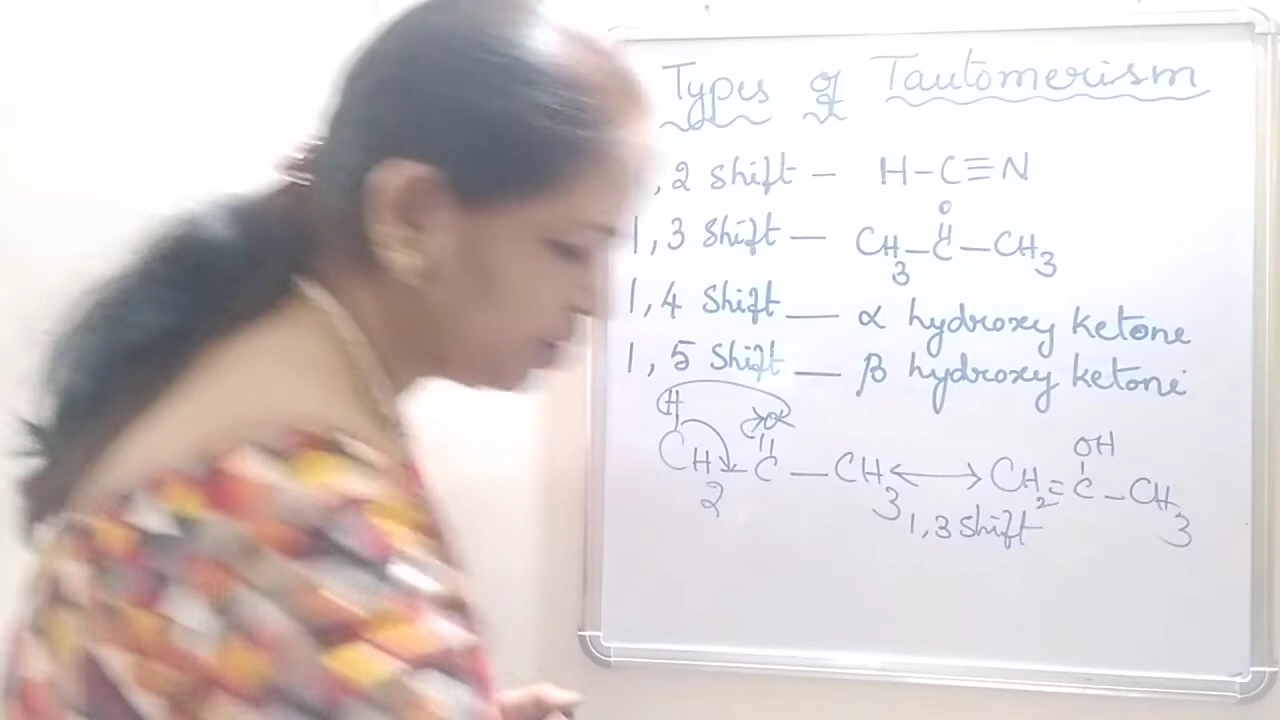 Types of Tautomerism
,2 shift – H–C≡N
O
1,3 shift — CH3–C–CH3
1,4 shift — α hydroxy ketone
1,5 shift — β hydroxy ketone
H O OH
CH2–C—CH3⟷CH2=C–CH3
1,3 shift